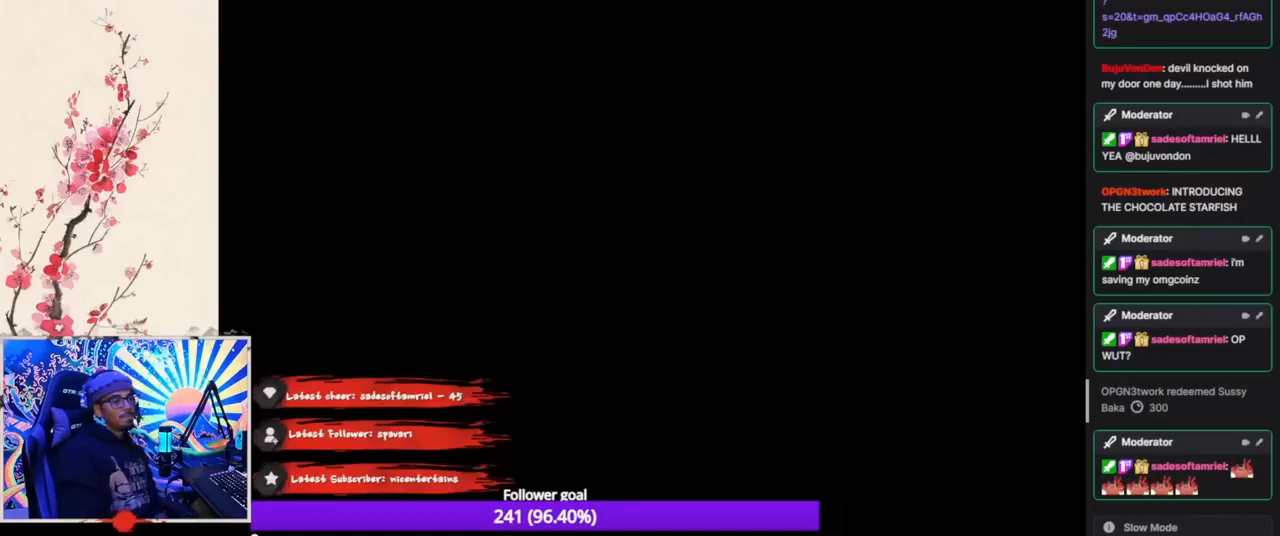 Latest cheer: sadesoftamriel - 45
Latest Follower: spavari
Latest Subscriber: nicentertains
Follower goal
241 (96.40%)
?
s=20&t=gm_qpCc4HOaG4_rfAGh
2jg
BujuVonDon: devil knocked on
my door one day.........I shot him
Moderator
sadesoftamriel: HELLL
YEA @bujuvondon
OPGN3twork: INTRODUCING
THE CHOCOLATE STARFISH
Moderator
sadesoftamriel: i'm
saving my omgcoinz
Moderator
sadesoftamriel: OP
WUT?
OPGN3twork redeemed Sussy
Baka 300
Moderator
sadesoftamriel:
Slow Mode